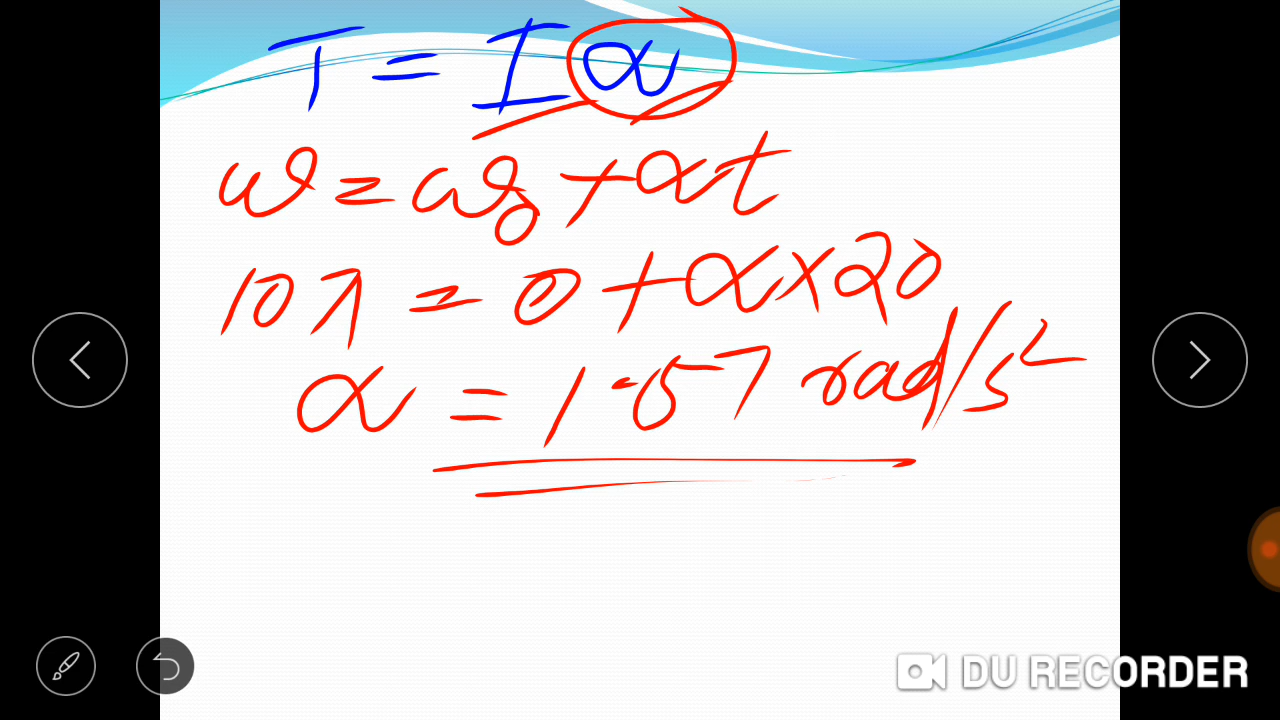 T = Iα
ω = ω₀ + αt
10π = 0 + α × 20
α = 1.57 rad/s²
DU RECORDER